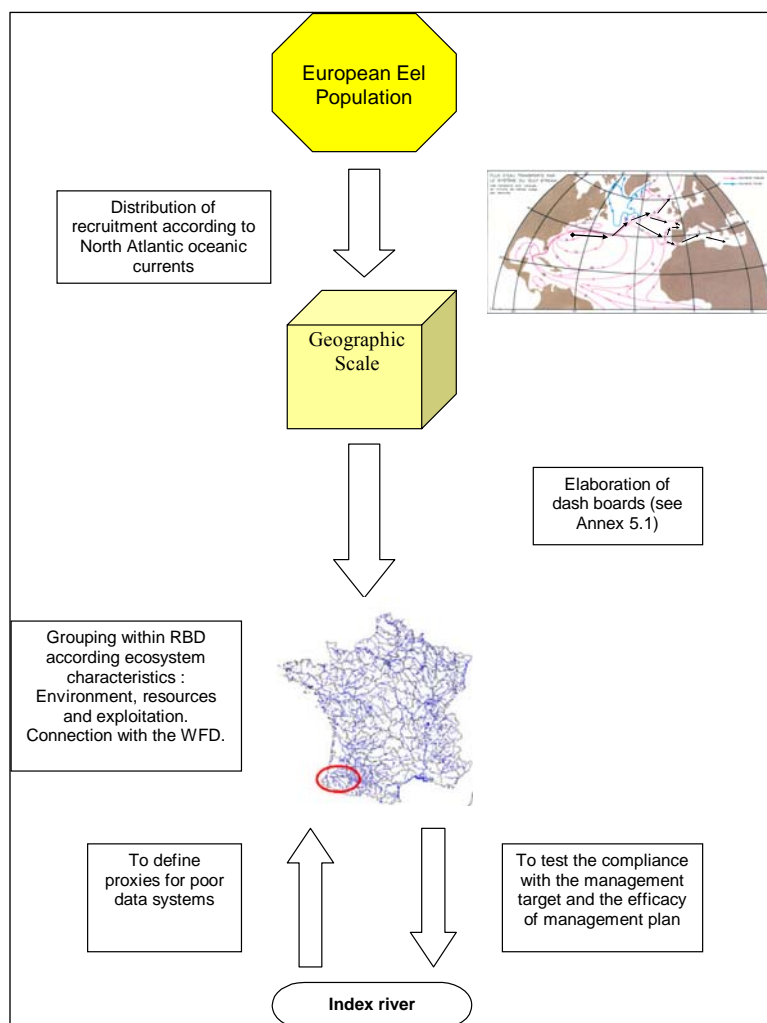 European Eel
Population
Distribution of
recruitment according to
North Atlantic oceanic
currents
Geographic
Scale
Elaboration of
dash boards (see
Annex 5.1)
Grouping within RBD
according ecosystem
characteristics :
Environment, resources
and exploitation.
Connection with the WFD.
To define
proxies for poor
data systems
To test the compliance
with the management
target and the efficacy
of management plan
Index river